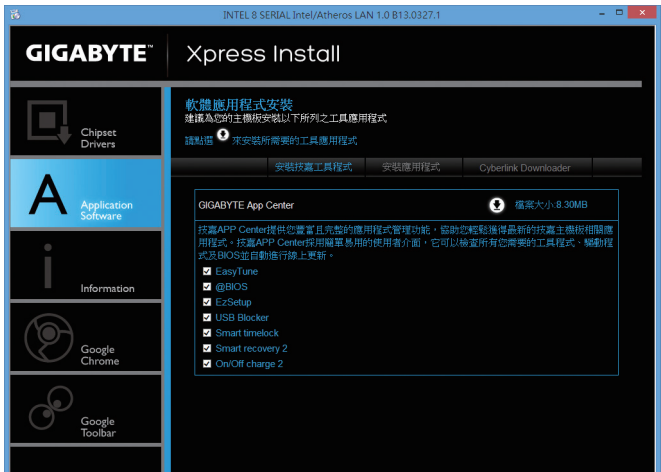 INTEL 8 SERIAL Intel/Atheros LAN 1.0 B13.0327.1
GIGABYTE™
Xpress Install
Chipset
Drivers
Application
Software
Information
Google
Chrome
Google
Toolbar
軟體應用程式安裝
建議為您的主機板安裝以下所列之工具應用程式
請點選 來安裝所需要的工具應用程式
安裝技嘉工具程式 安裝應用程式 Cyberlink Downloader
GIGABYTE App Center 檔案大小:8.30MB
技嘉APP Center提供您豐富且完整的應用程式管理功能,協助您輕鬆獲得最新的技嘉主機板相關應
用程式。技嘉APP Center採用簡單易用的使用者介面,它可以檢查所有您需要的工具程式、驅動程
式及BIOS並自動進行線上更新。
EasyTune
@BIOS
EzSetup
USB Blocker
Smart timelock
Smart recovery 2
On/Off charge 2